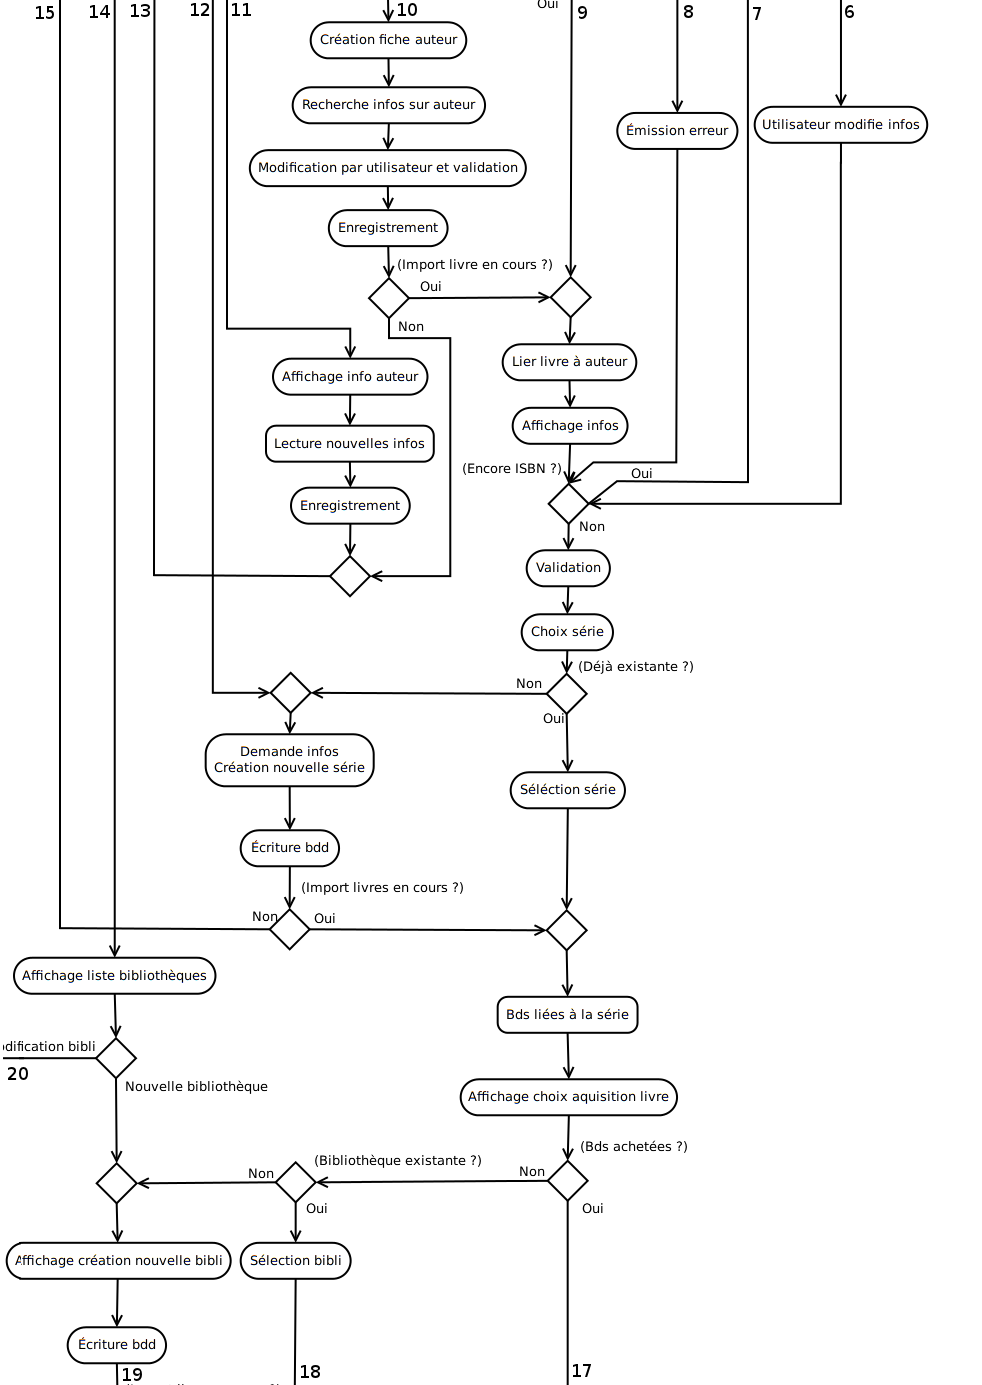 Oui
15
14
13
12
11
10
9
8
7
6
Création fiche auteur
Recherche infos sur auteur
Émission erreur
Utilisateur modifie infos
Modification par utilisateur et validation
Enregistrement
(Import livre en cours ?)
Oui
Non
Lier livre à auteur
Affichage info auteur
Affichage infos
Lecture nouvelles infos
(Encore ISBN ?)
Oui
Enregistrement
Non
Validation
Choix série
(Déjà existante ?)
Non
Oui
Demande infos
Création nouvelle série
Séléction série
Écriture bdd
(Import livres en cours ?)
Non
Oui
Affichage liste bibliothèques
Bds liées à la série
odification bibli
20
Nouvelle bibliothèque
Affichage choix aquisition livre
(Bds achetées ?)
(Bibliothèque existante ?)
Non
Non
Oui
Oui
Affichage création nouvelle bibli
Sélection bibli
Écriture bdd
19
18
17